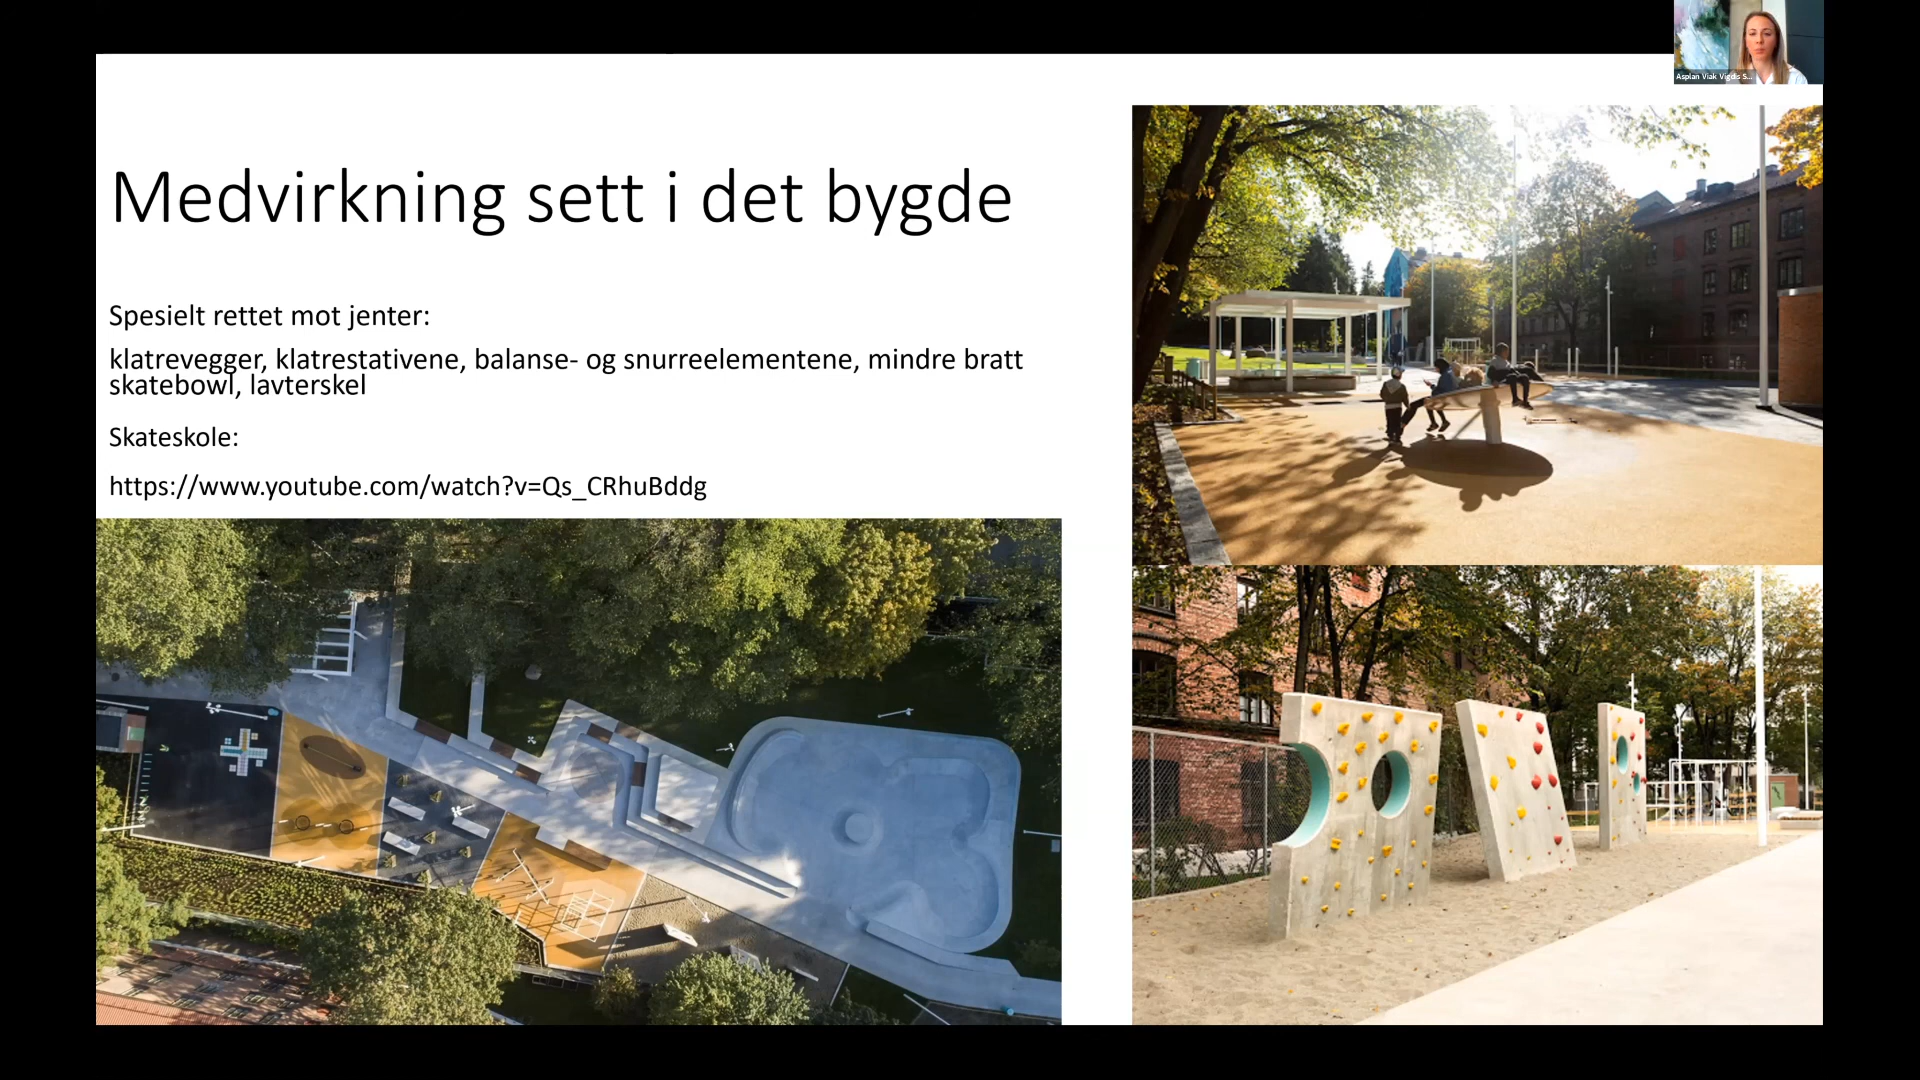 Asplan Viak Vigdis S...
Medvirkning sett i det bygde
Spesielt rettet mot jenter:
klatrevegger, klatrestativene, balanse- og snurreelementene, mindre bratt
skatebowl, lavterskel
Skateskole:
https://www.youtube.com/watch?v=Qs_CRhuBddg